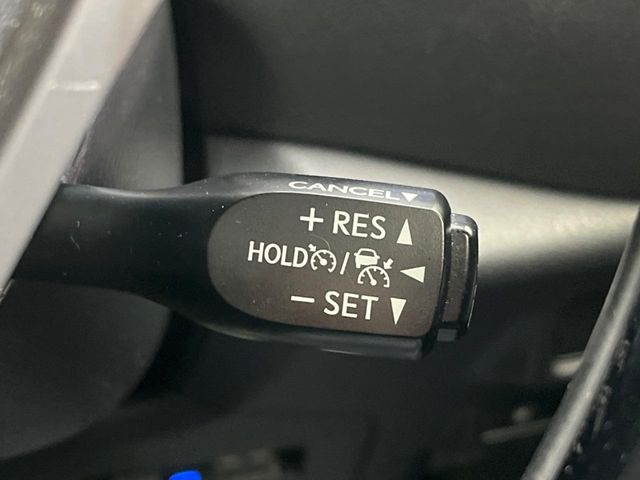 CANCEL
+ RES
HOLD /
− SET